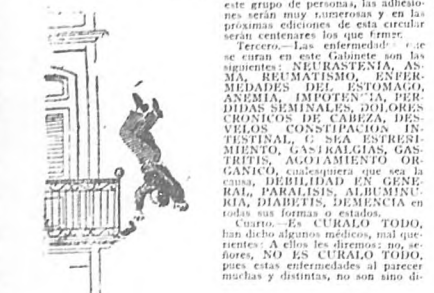 este grupo de personas, las adhesio-
nes serán muy numerosas y en las
próximas ediciones de esta circular
serán centenares los que firmer.
Tercero.—Las enfermedades que
se curan en este Gabinete son las
siguientes: NEURASTENIA, AS-
MA, REUMATISMO, ENFER-
MEDADES DEL ESTOMAGO,
ANEMIA, IMPOTENCIA, PER-
DIDAS SEMINALES, DOLORES
CRONICOS DE CABEZA, DES-
VELOS CONSTIPACION IN-
TESTINAL, O SEA ESTREÑI-
MIENTO, GASTRALGIAS, GAS-
TRITIS, AGOTAMIENTO OR-
GANICO, cualesquiera que sea la
causa, DEBILIDAD EN GENE-
RAL, PARALISIS, ALBUMINU-
RIA, DIABETIS, DEMENCIA en
todas sus formas o estados.
Cuarto.—Es CURALO TODO,
han dicho algunos médicos, mal que-
rientes: A ellos les diremos: no, se-
ñores, NO ES CURALO TODO,
pues estas enfermedades al parecer
muchas y distintas, no son sino di-